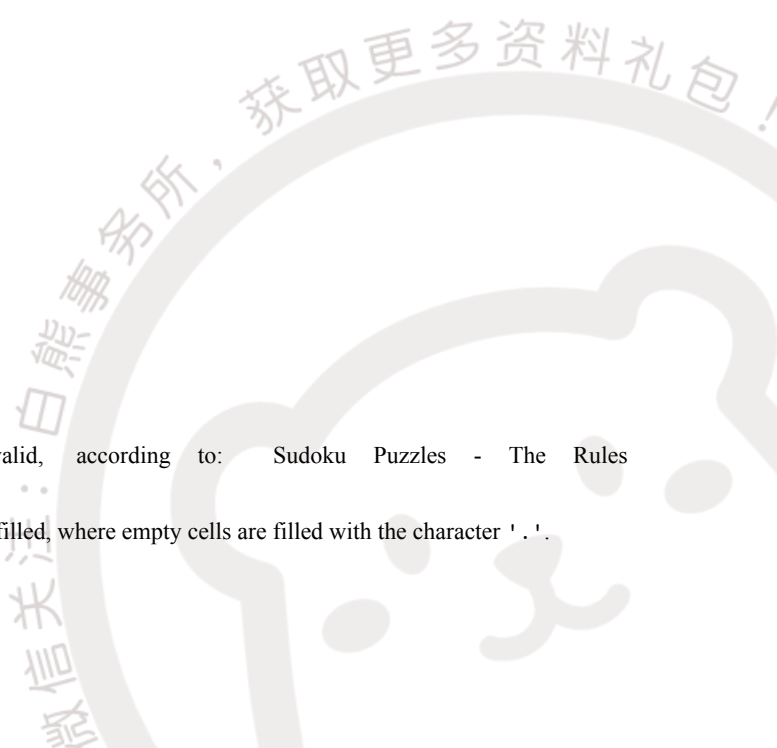 微信关注：白熊事务所，获取更多资料礼包！
alid, according to: Sudoku Puzzles - The Rules
filled, where empty cells are filled with the character '.'.